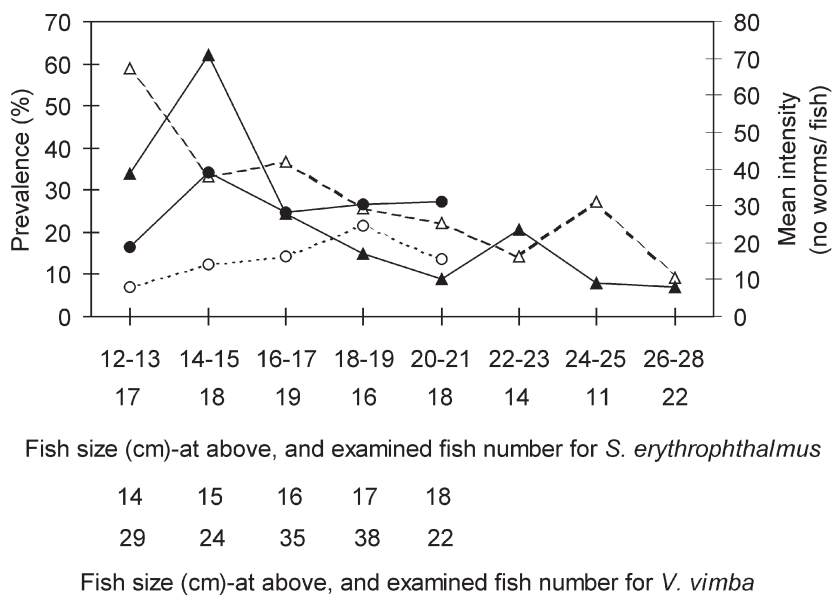 70
60
50
40
30
20
10
0
Prevalence (%)
80
70
60
50
40
30
20
10
0
Mean intensity
(no worms/ fish)
12-13 14-15 16-17 18-19 20-21 22-23 24-25 26-28
17 18 19 16 18 14 11 22
Fish size (cm)-at above, and examined fish number for S. erythrophthalmus
14 15 16 17 18
29 24 35 38 22
Fish size (cm)-at above, and examined fish number for V. vimba